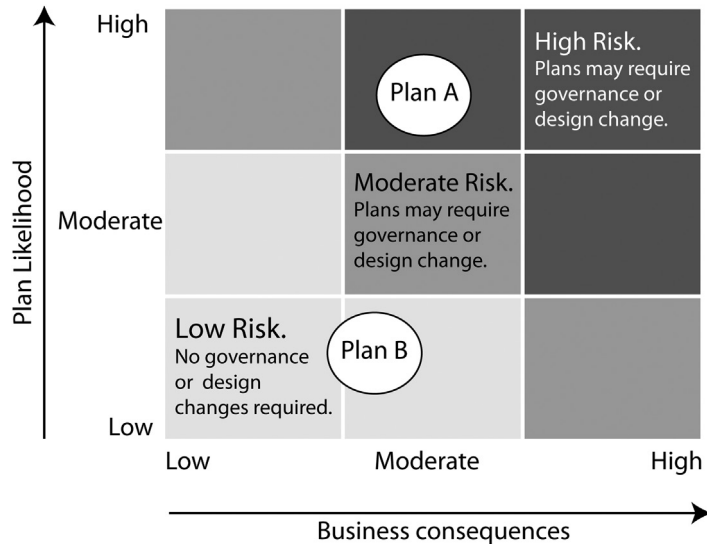 High
Plan A
High Risk.
Plans may require
governance or
design change.
Plan Likelihood
Moderate
Moderate Risk.
Plans may require
governance or
design change.
Low Risk.
No governance
or design
changes required.
Plan B
Low
Low
Moderate
High
Business consequences